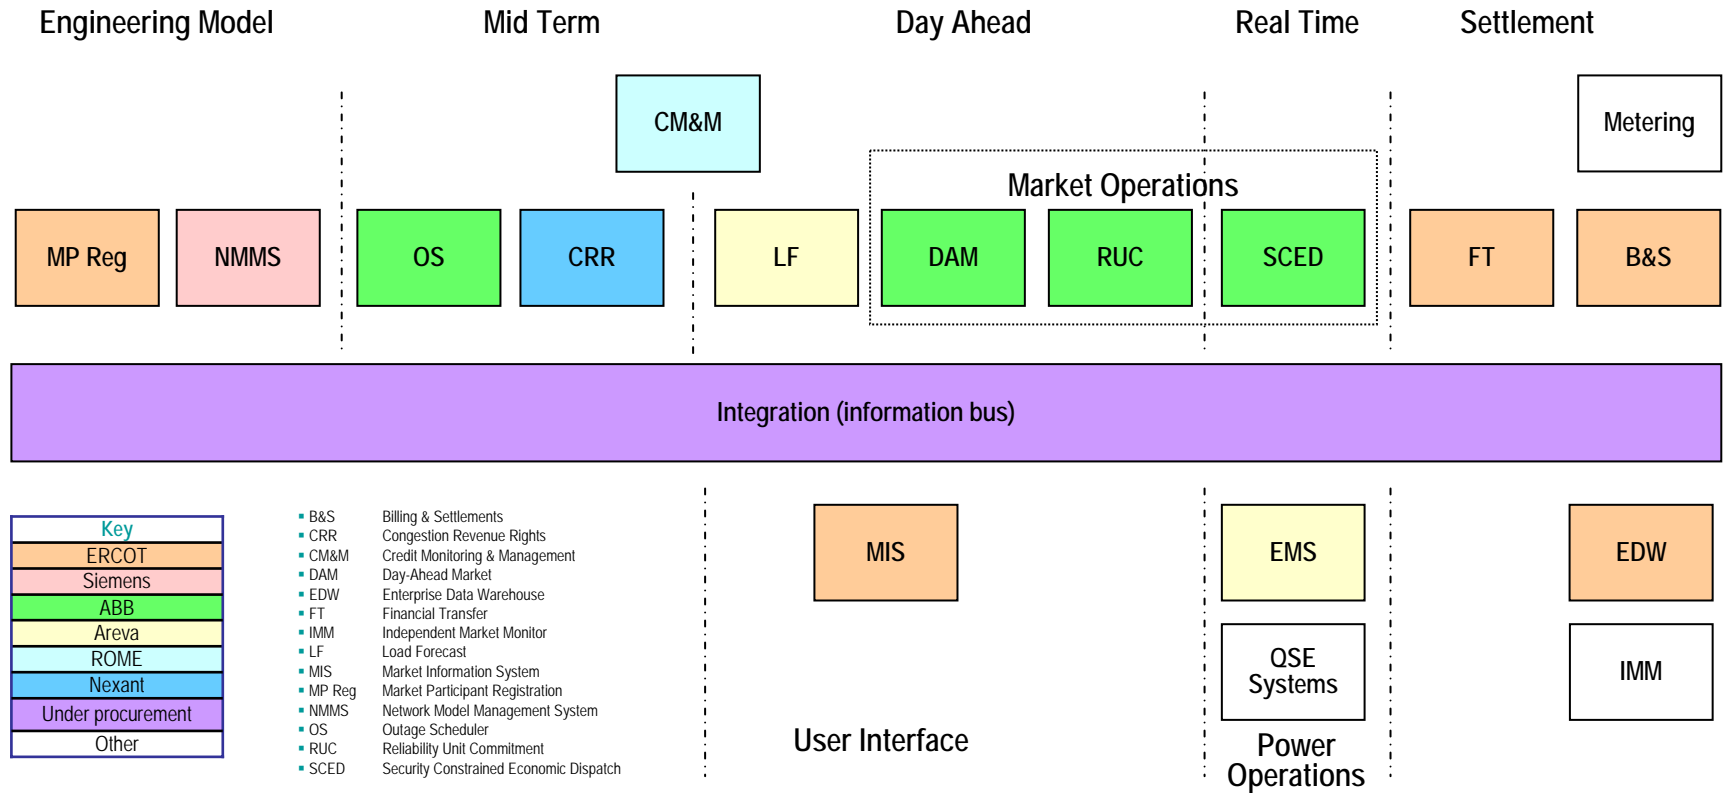 Engineering Model
Mid Term
Day Ahead
Real Time
Settlement
CM&M
Metering
Market Operations
MP Reg
NMMS
OS
CRR
LF
DAM
RUC
SCED
FT
B&S
Integration (information bus)
Key
ERCOT
Siemens
ABB
Areva
ROME
Nexant
Under procurement
Other
B&S Billing & Settlements
CRR Congestion Revenue Rights
CM&M Credit Monitoring & Management
DAM Day-Ahead Market
EDW Enterprise Data Warehouse
FT Financial Transfer
IMM Independent Market Monitor
LF Load Forecast
MIS Market Information System
MP Reg Market Participant Registration
NMMS Network Model Management System
OS Outage Scheduler
RUC Reliability Unit Commitment
SCED Security Constrained Economic Dispatch
MIS
User Interface
EMS
QSE
Systems
Power
Operations
EDW
IMM